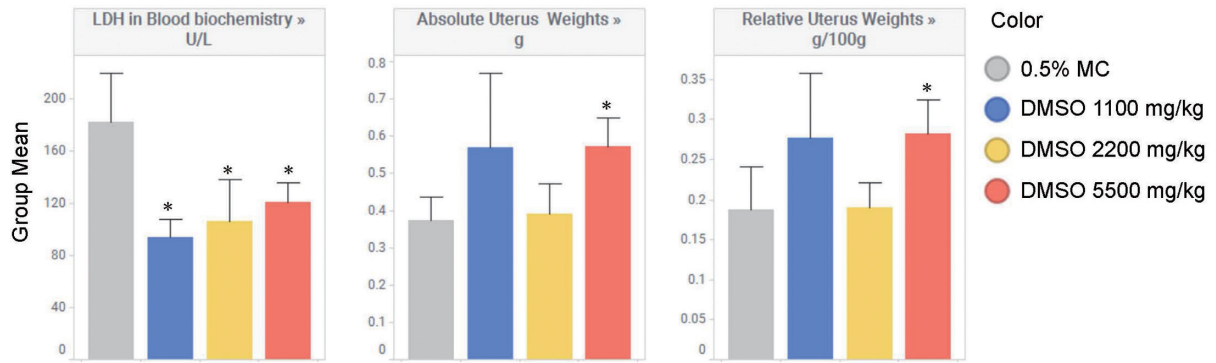 LDH in Blood biochemistry »
U/L
Absolute Uterus Weights »
g
Relative Uterus Weights »
g/100g
Color
0.5% MC
DMSO 1100 mg/kg
DMSO 2200 mg/kg
DMSO 5500 mg/kg
Group Mean
200
160
120
80
40
0
* * *
0.8
0.7
0.6
0.5
0.4
0.3
0.2
0.1
0
*
0.35
0.3
0.25
0.2
0.15
0.1
0.05
0
*